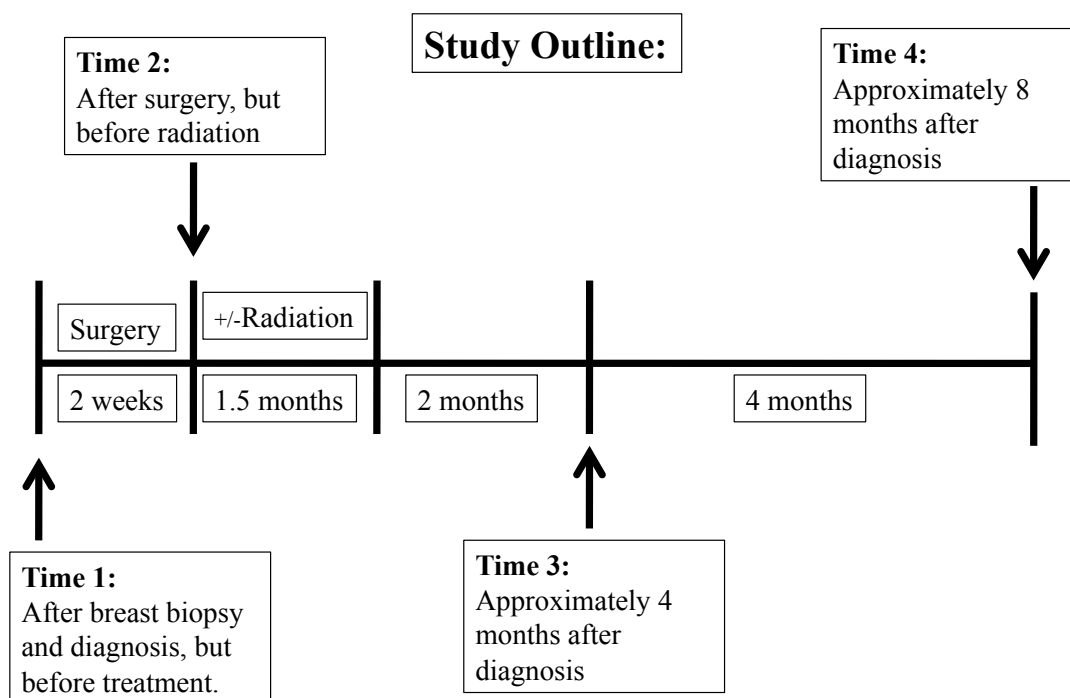 Study Outline:
Time 2:
After surgery, but
before radiation
Time 4:
Approximately 8
months after
diagnosis
Surgery
+/-Radiation
2 weeks
1.5 months
2 months
4 months
Time 1:
After breast biopsy
and diagnosis, but
before treatment.
Time 3:
Approximately 4
months after
diagnosis